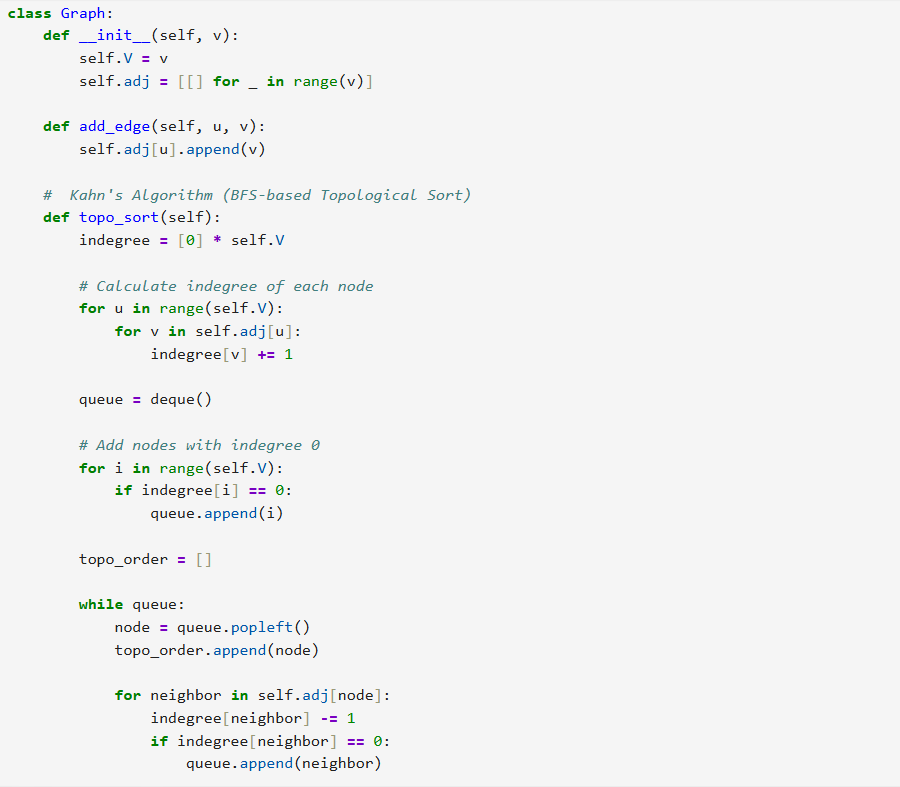 class Graph:
    def __init__(self, v):
        self.V = v
        self.adj = [[] for _ in range(v)]

    def add_edge(self, u, v):
        self.adj[u].append(v)

    #  Kahn's Algorithm (BFS-based Topological Sort)
    def topo_sort(self):
        indegree = [0] * self.V

        # Calculate indegree of each node
        for u in range(self.V):
            for v in self.adj[u]:
                indegree[v] += 1

        queue = deque()

        # Add nodes with indegree 0
        for i in range(self.V):
            if indegree[i] == 0:
                queue.append(i)

        topo_order = []

        while queue:
            node = queue.popleft()
            topo_order.append(node)

            for neighbor in self.adj[node]:
                indegree[neighbor] -= 1
                if indegree[neighbor] == 0:
                    queue.append(neighbor)